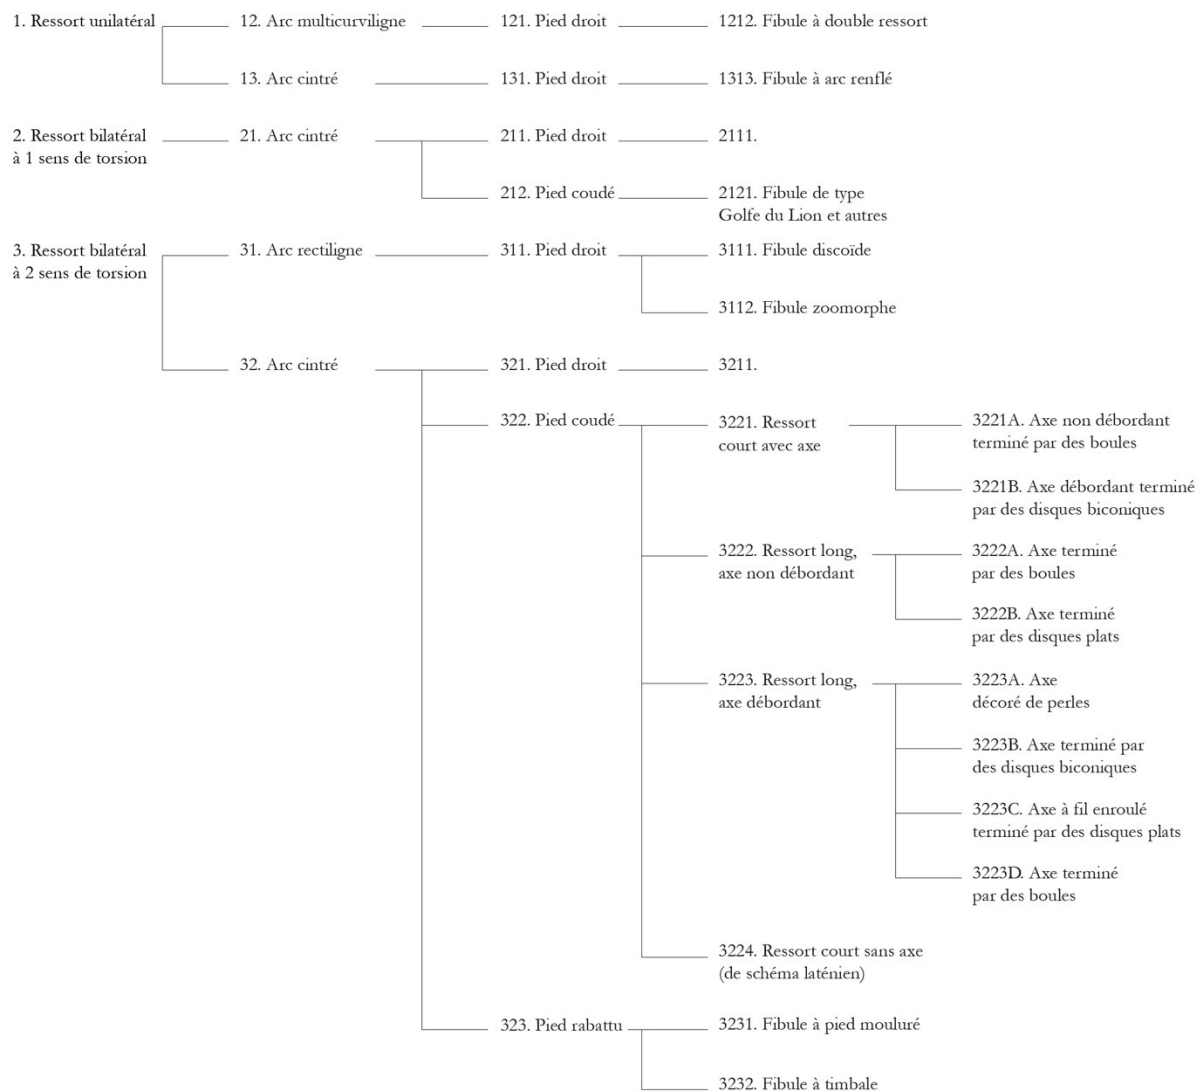 1. Ressort unilatéral
12. Arc multicurviligne
121. Pied droit
1212. Fibule à double ressort
13. Arc cintré
131. Pied droit
1313. Fibule à arc renflé
2. Ressort bilatéral
à 1 sens de torsion
21. Arc cintré
211. Pied droit
2111.
212. Pied coudé
2121. Fibule de type
Golfe du Lion et autres
3. Ressort bilatéral
à 2 sens de torsion
31. Arc rectiligne
311. Pied droit
3111. Fibule discoïde
3112. Fibule zoomorphe
32. Arc cintré
321. Pied droit
3211.
322. Pied coudé
3221. Ressort
court avec axe
3221A. Axe non débordant
terminé par des boules
3221B. Axe débordant terminé
par des disques biconiques
3222. Ressort long,
axe non débordant
3222A. Axe terminé
par des boules
3222B. Axe terminé
par des disques plats
3223. Ressort long,
axe débordant
3223A. Axe
décoré de perles
3223B. Axe terminé par
des disques biconiques
3223C. Axe à fil enroulé
terminé par des disques plats
3223D. Axe terminé
par des boules
3224. Ressort court sans axe
(de schéma laténien)
323. Pied rabattu
3231. Fibule à pied mouluré
3232. Fibule à timbale